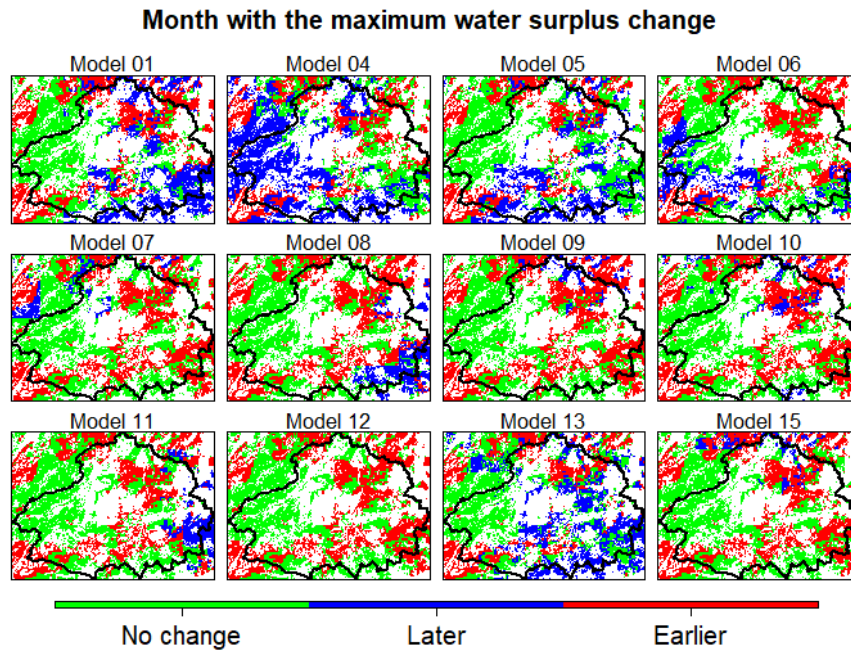 Month with the maximum water surplus change
Model 01
Model 04
Model 05
Model 06
Model 07
Model 08
Model 09
Model 10
Model 11
Model 12
Model 13
Model 15
No change
Later
Earlier